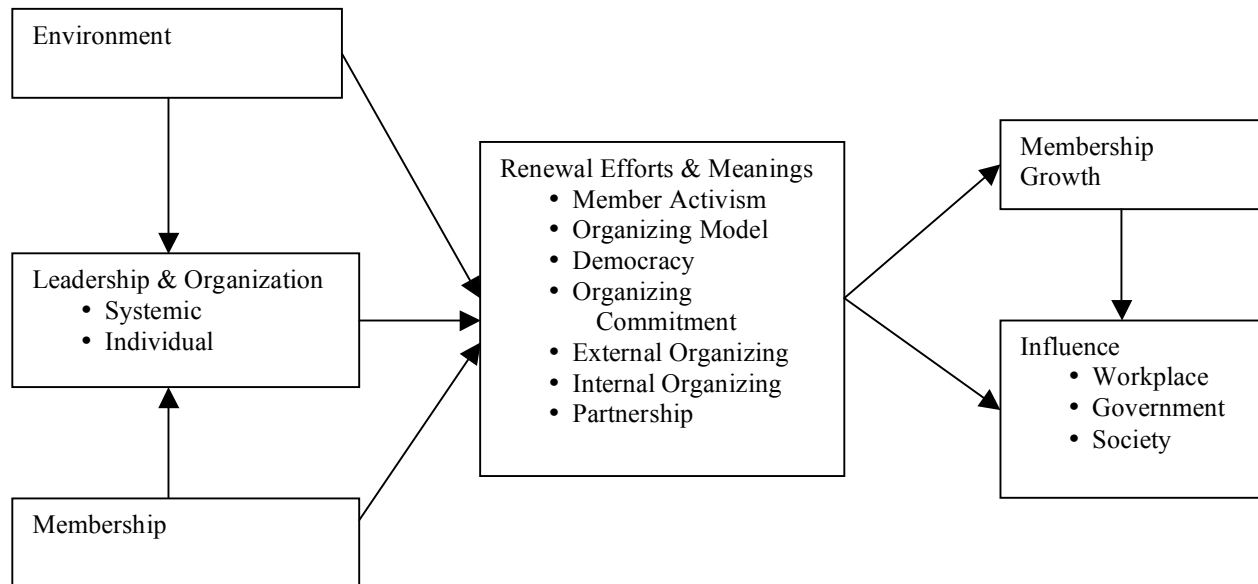 Environment
Leadership & Organization
• Systemic
• Individual
Membership
Renewal Efforts & Meanings
• Member Activism
• Organizing Model
• Democracy
• Organizing
Commitment
• External Organizing
• Internal Organizing
• Partnership
Membership
Growth
Influence
• Workplace
• Government
• Society